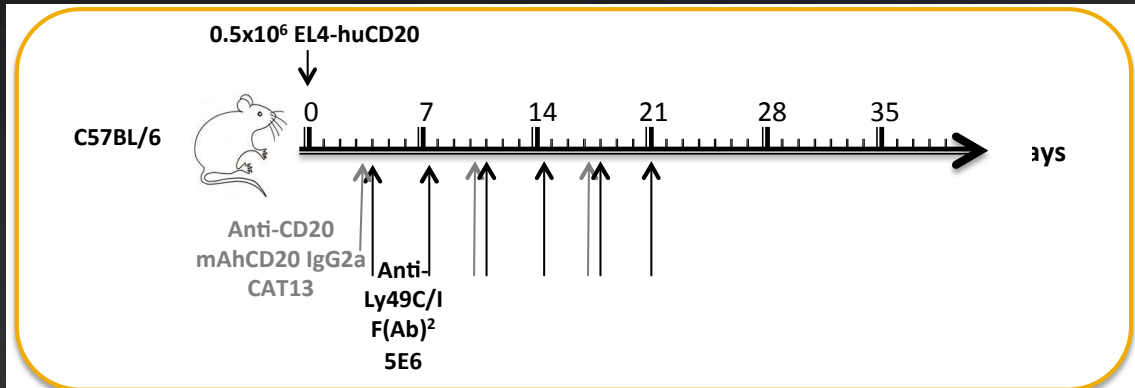 0.5x10⁶ EL4-huCD20
C57BL/6
0 7 14 21 28 35
ays
Anti-CD20
mAhCD20 IgG2a
CAT13
Anti-
Ly49C/I
F(Ab)²
5E6